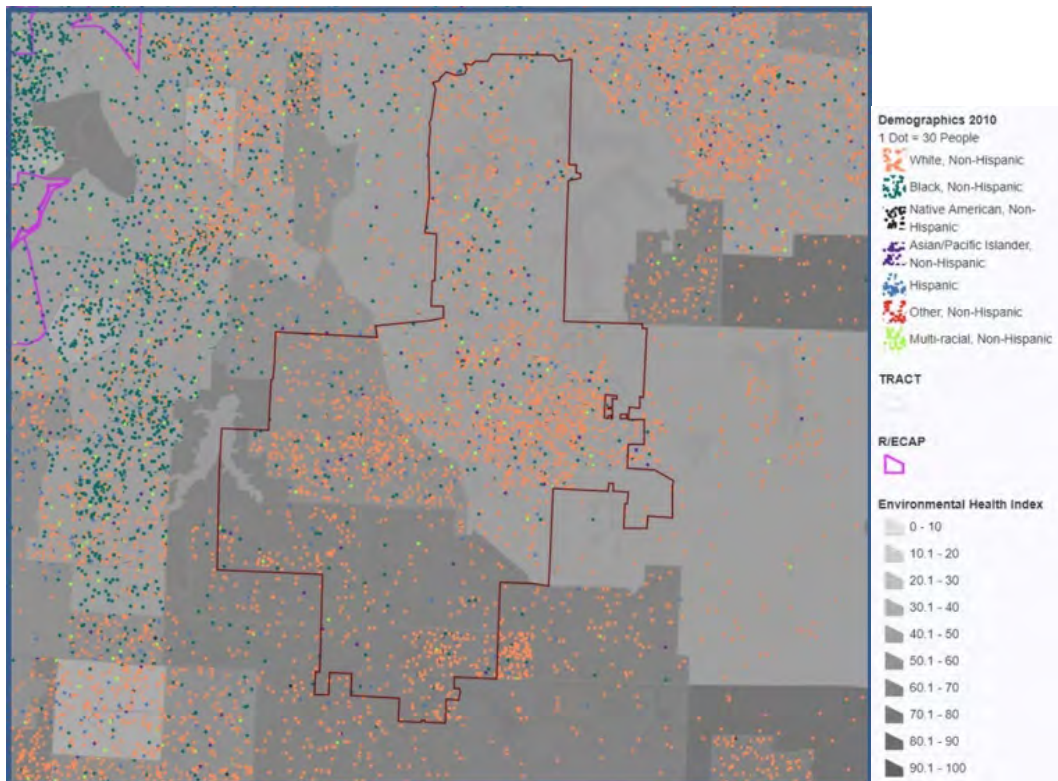 Demographics 2010
1 Dot = 30 People
White, Non-Hispanic
Black, Non-Hispanic
Native American, Non-
Hispanic
Asian/Pacific Islander,
Non-Hispanic
Hispanic
Other, Non-Hispanic
Multi-racial, Non-Hispanic
TRACT
R/ECAP
Environmental Health Index
0 - 10
10.1 - 20
20.1 - 30
30.1 - 40
40.1 - 50
50.1 - 60
60.1 - 70
70.1 - 80
80.1 - 90
90.1 - 100